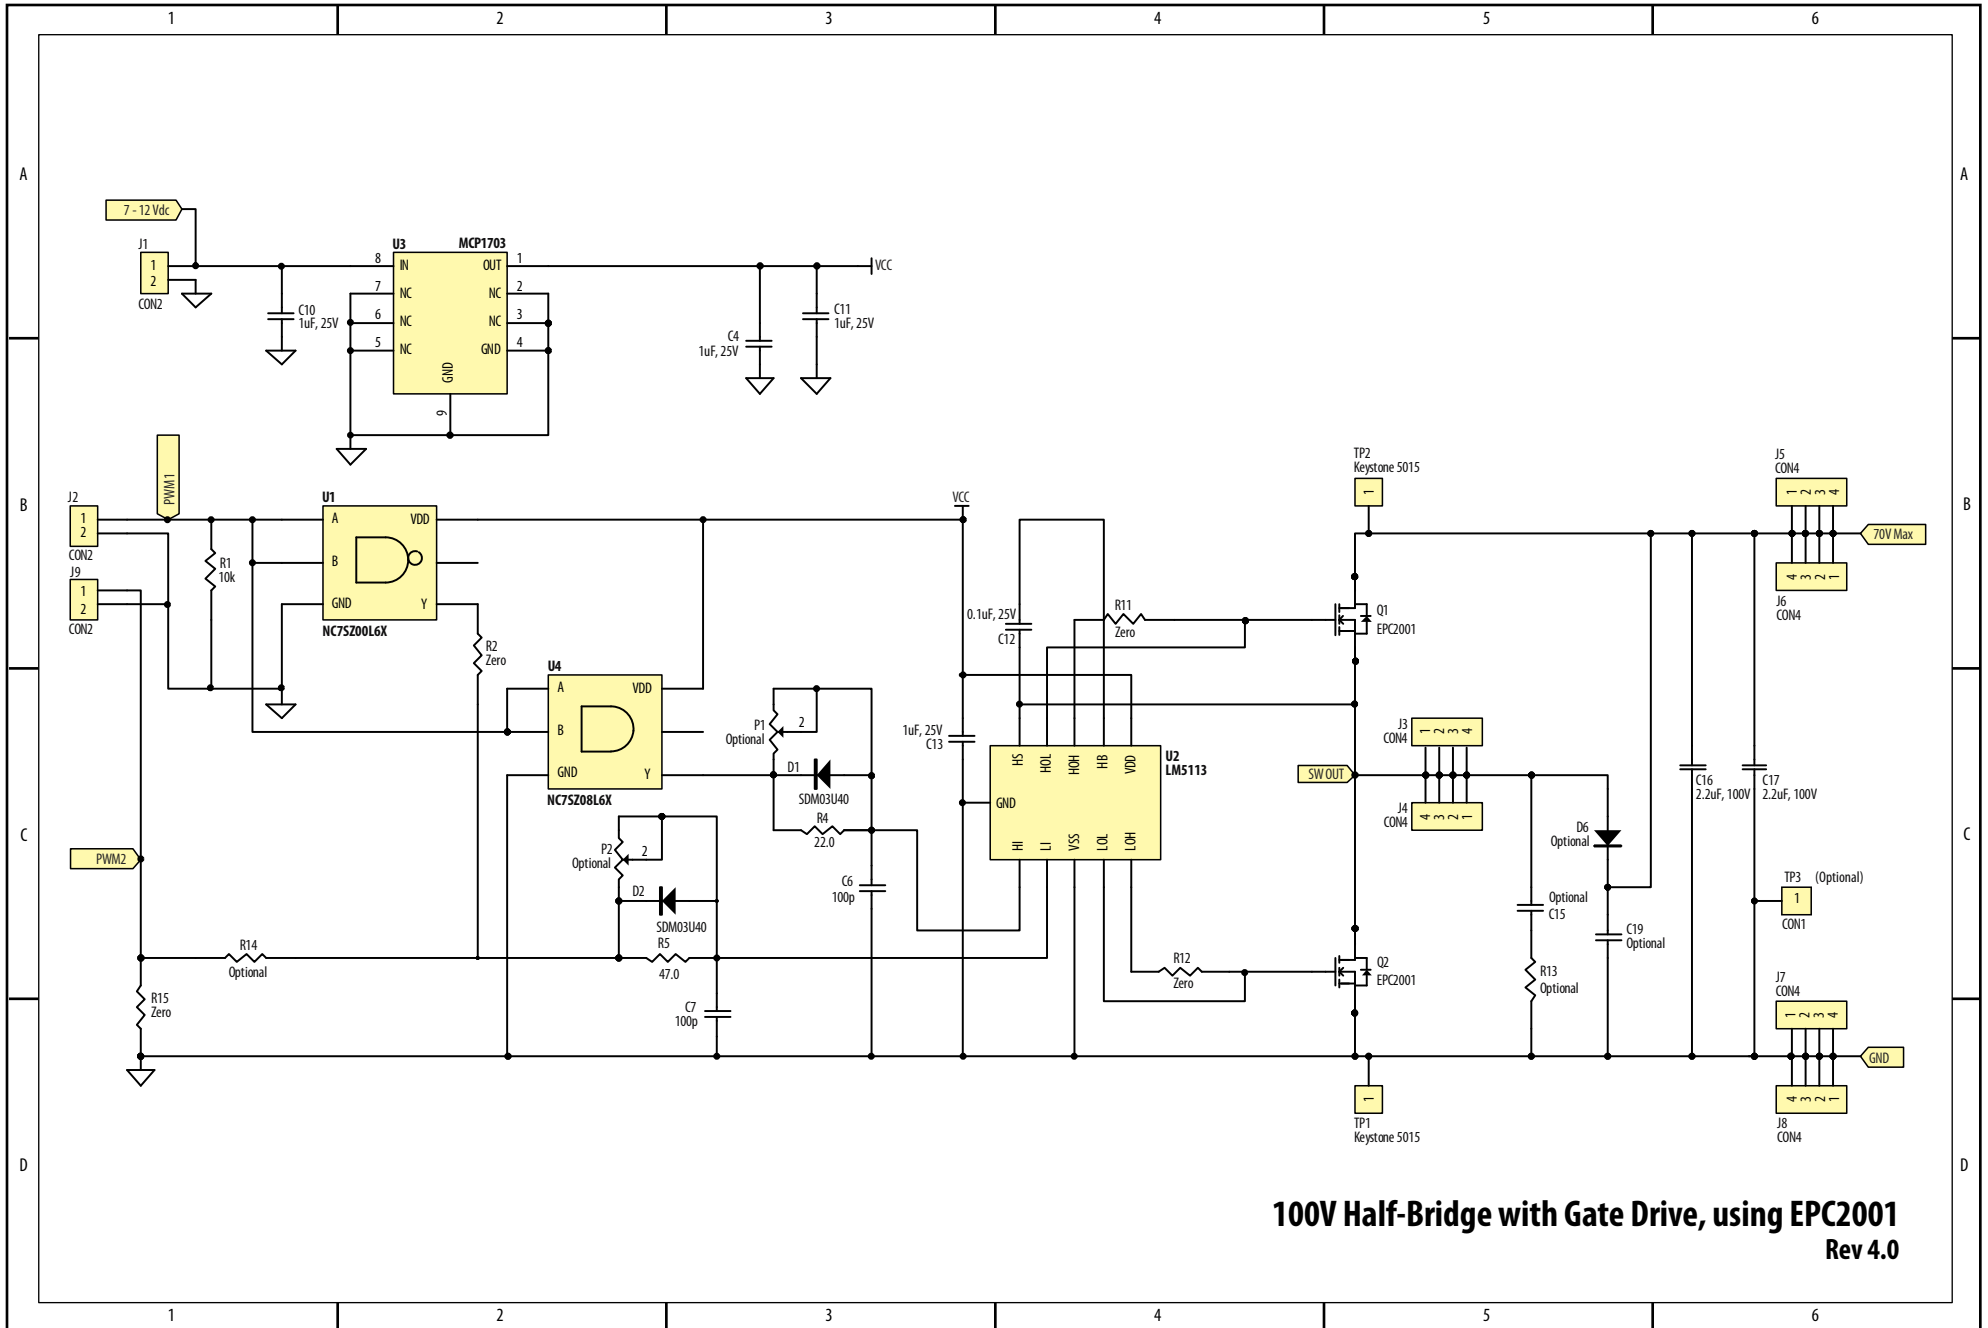 1 2 3 4 5 6
A A
7 - 12 Vdc
J1
1
2
CON2
C10
1uF, 25V
U3 MCP1703
8 IN OUT 1
7 NC NC 2
6 NC NC 3
5 NC GND 4
GND
9
VCC
C4
1uF, 25V
C11
1uF, 25V
B B
PWM1
J2
1
2
CON2
J9
1
2
CON2
R1
10k
U1
A VDD
B
GND Y
NC7SZ00L6X
R2
Zero
U4
A VDD
B
GND Y
NC7SZ08L6X
P1
Optional
2
D1
SDM03U40
R4
22.0
P2
Optional
2
D2
SDM03U40
R5
47.0
C6
100p
C7
100p
VCC
0.1uF, 25V
C12
1uF, 25V
C13
R11
Zero
HS HOL HOH HB VDD
GND
HI LI VSS LOL LOH
U2
LM5113
R12
Zero
TP2
Keystone 5015
1
Q1
EPC2001
SW OUT
J3
CON4
1 2 3 4
J4
CON4
4 3 2 1
Q2
EPC2001
TP1
Keystone 5015
1
D6
Optional
Optional
C15
R13
Optional
C19
Optional
C16
2.2uF, 100V
C17
2.2uF, 100V
J5
CON4
1 2 3 4
70V Max
4 3 2 1
J6
CON4
TP3 (Optional)
1
CON1
J7
CON4
1 2 3 4
GND
4 3 2 1
J8
CON4
C C
PWM2
R14
Optional
R15
Zero
D D
100V Half-Bridge with Gate Drive, using EPC2001
Rev 4.0
1 2 3 4 5 6